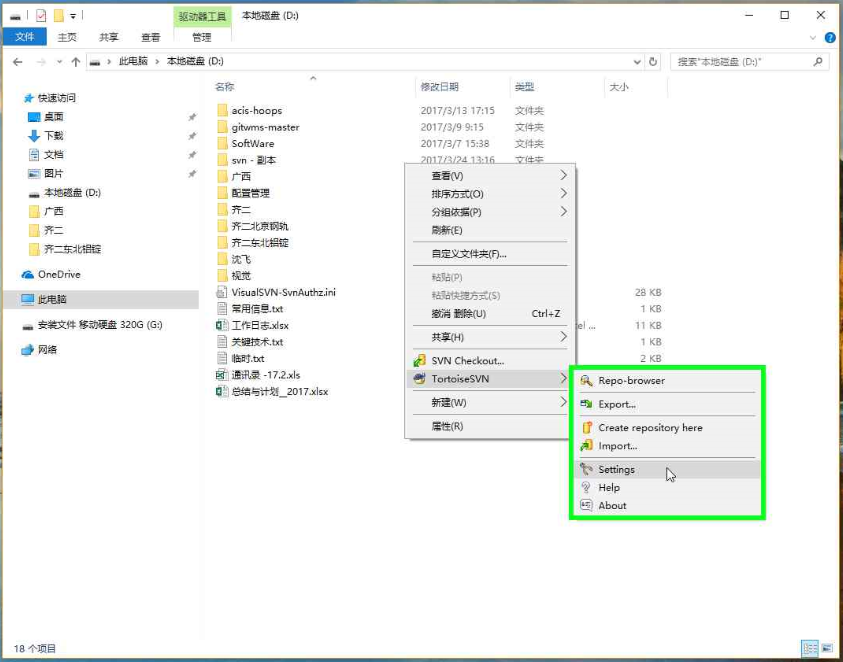 驱动器工具 本地磁盘 (D:)
文件 主页 共享 查看 管理
此电脑 本地磁盘 (D:) 搜索"本地磁盘 (D:)"
名称 修改日期 类型 大小
快速访问
桌面
下载
文档
图片
本地磁盘 (D:)
广西
齐二
齐二东北铝锭
OneDrive
此电脑
安装文件 移动硬盘 320G (G:)
网络
acis-hoops 2017/3/13 17:15 文件夹
gitwms-master 2017/3/9 9:15 文件夹
SoftWare 2017/3/7 15:38 文件夹
svn - 副本 2017/3/24 13:16 文件夹
广西
配置管理
齐二
齐二北京钢轨
齐二东北铝锭
沈飞
视觉
VisualSVN-SvnAuthz.ini 28 KB
常用信息.txt 1 KB
工作日志.xlsx el ... 11 KB
关键技术.txt 1 KB
临时.txt 2 KB
通讯录 -17.2.xls
总结与计划__2017.xlsx
查看(V)
排序方式(O)
分组依据(P)
刷新(E)
自定义文件夹(F)...
粘贴(P)
粘贴快捷方式(S)
撤消 删除(U) Ctrl+Z
共享(H)
SVN Checkout...
TortoiseSVN
新建(W)
属性(R)
Repo-browser
Export...
Create repository here
Import...
Settings
Help
About
18 个项目